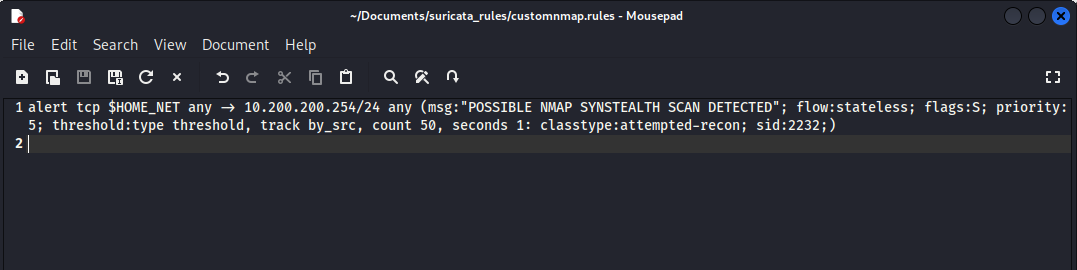 ~/Documents/suricata_rules/customnmap.rules - Mousepad
File Edit Search View Document Help
1 alert tcp $HOME_NET any -> 10.200.200.254/24 any (msg:"POSSIBLE NMAP SYNSTEALTH SCAN DETECTED"; flow:stateless; flags:S; priority:
5; threshold:type threshold, track by_src, count 50, seconds 1: classtype:attempted-recon; sid:2232;)
2